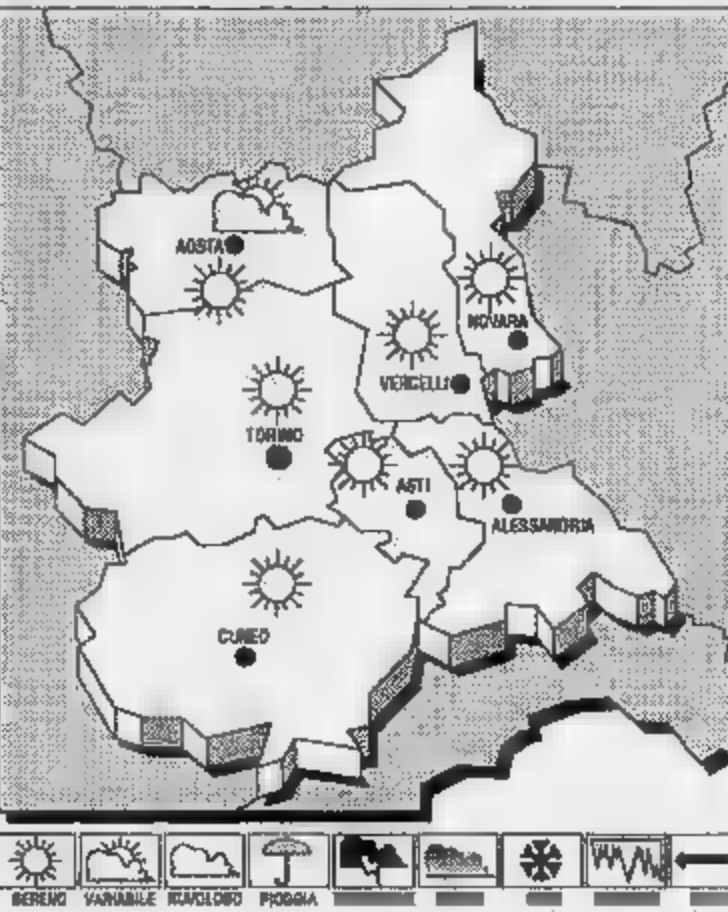 AOSTA
NOVARA
VERCELLI
TORINO
ASTI
ALESSANDRIA
CUNEO
SERENO VARIABILE NUVOLOSO PIOGGIA